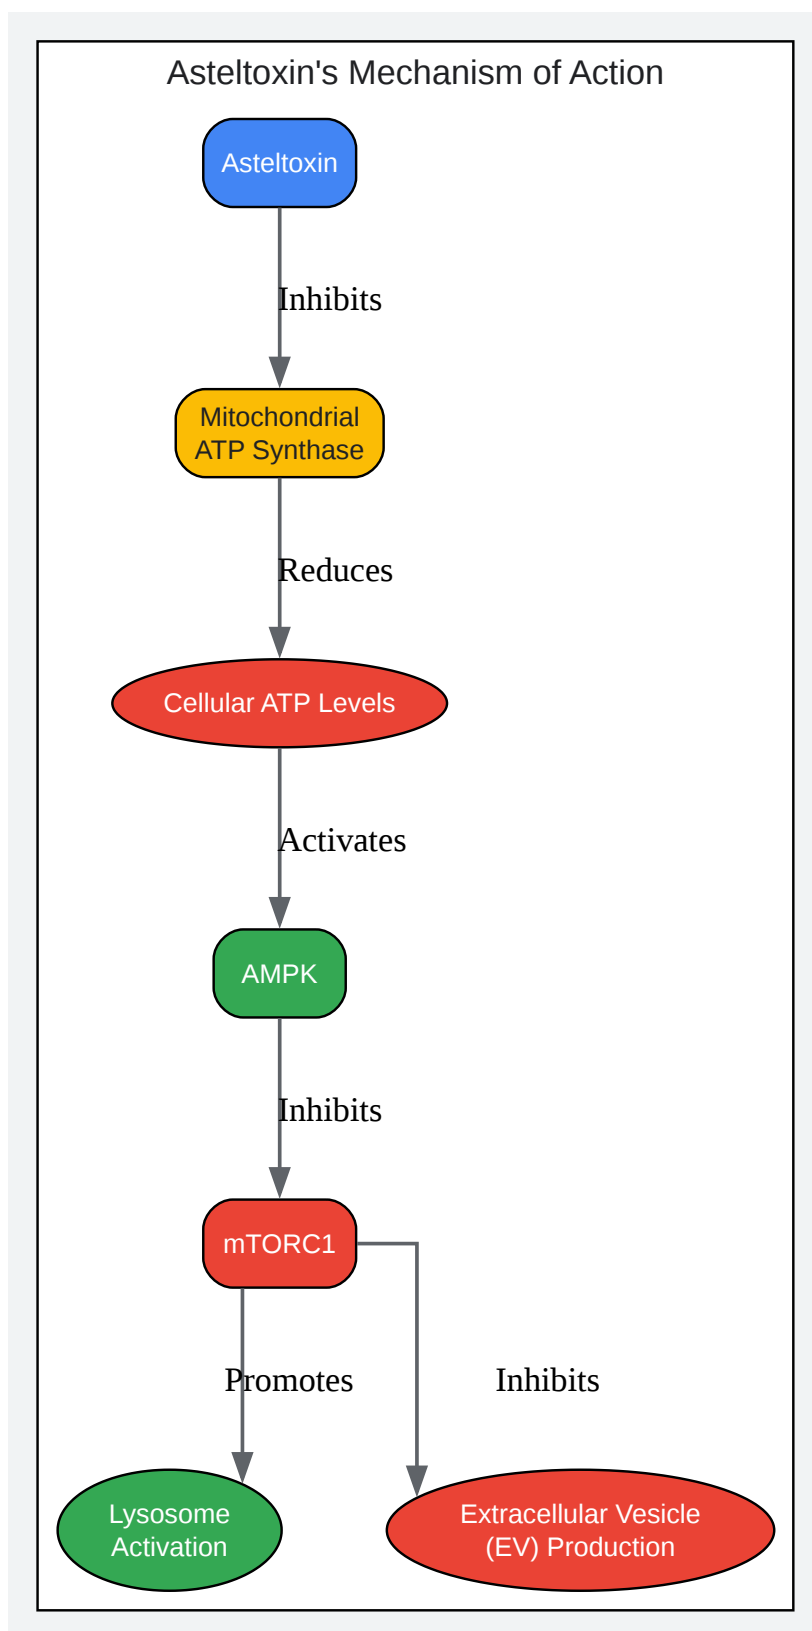 Asteltoxin's Mechanism of Action
Asteltoxin
Inhibits
Mitochondrial
ATP Synthase
Reduces
Cellular ATP Levels
Activates
AMPK
Inhibits
mTORC1
Promotes
Inhibits
Lysosome
Activation
Extracellular Vesicle
(EV) Production